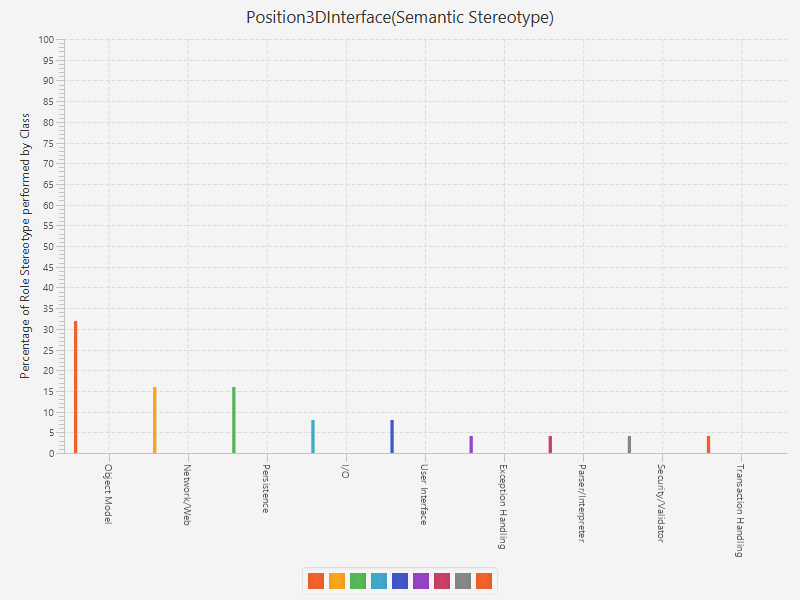 Position3DInterface(Semantic Stereotype)
Percentage of Role Stereotype performed by Class
100
95
90
85
80
75
70
65
60
55
50
45
40
35
30
25
20
15
10
5
0
Object Model
Network/Web
Persistence
I/O
User Interface
Exception Handling
Parser/Interpreter
Security/Validator
Transaction Handling